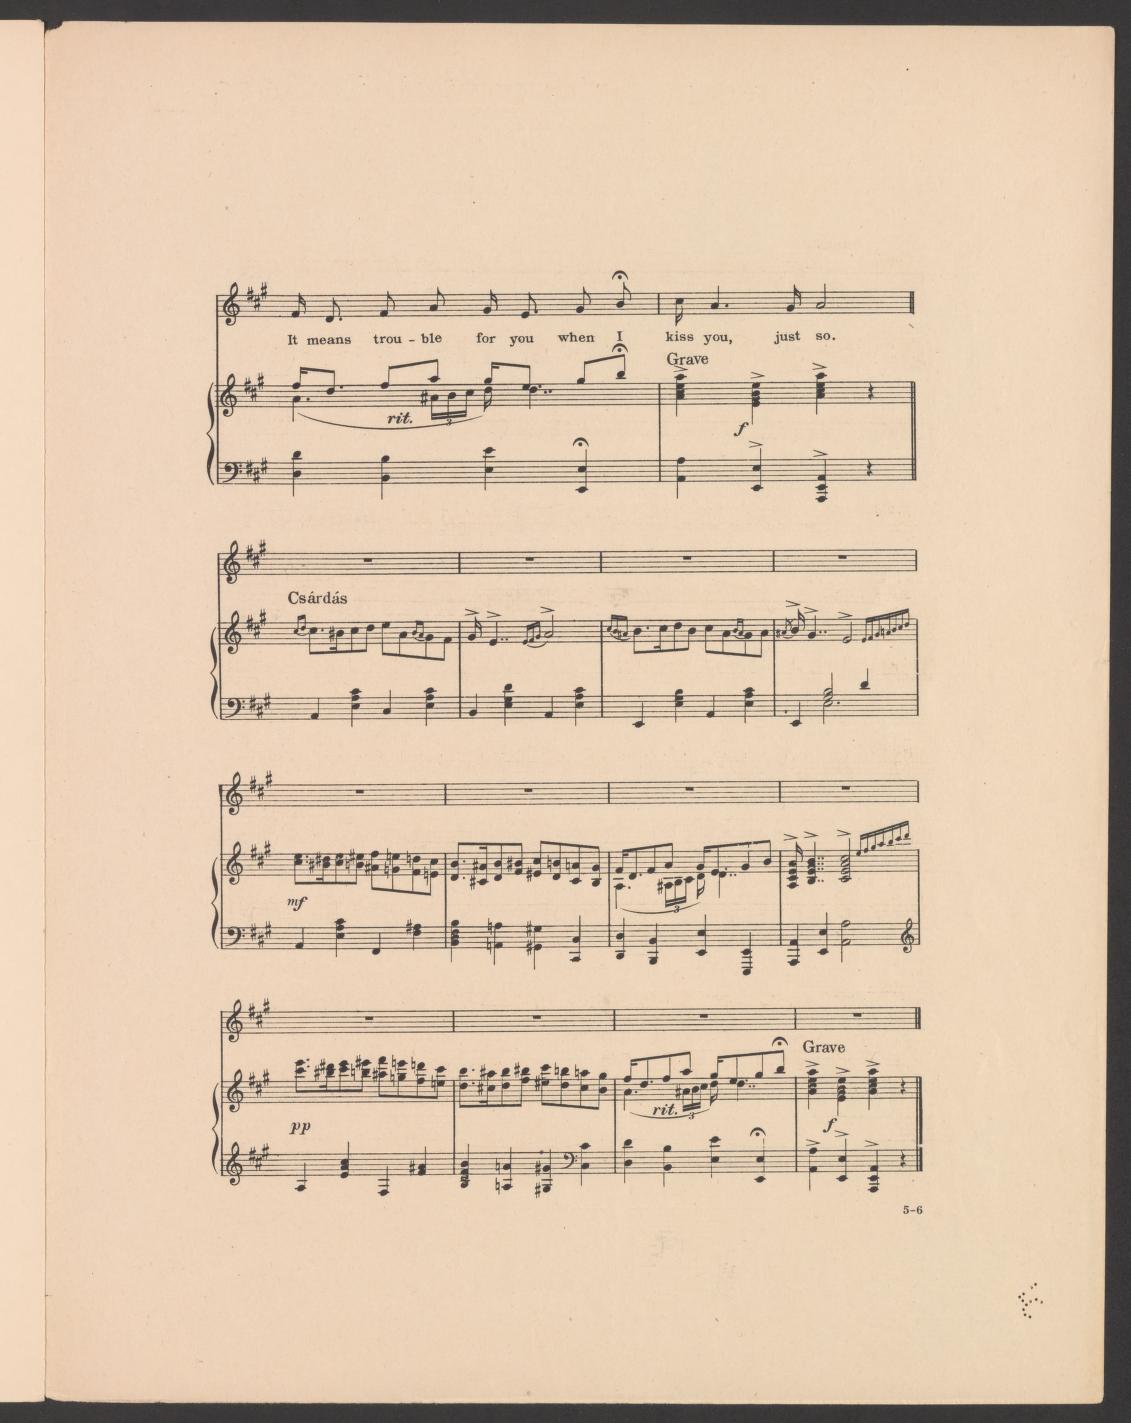 It means trou - ble for you when I kiss you, just so.
Grave
rit.
3
f
Csárdás
mf
3
Grave
pp
rit.
3
f
5-6